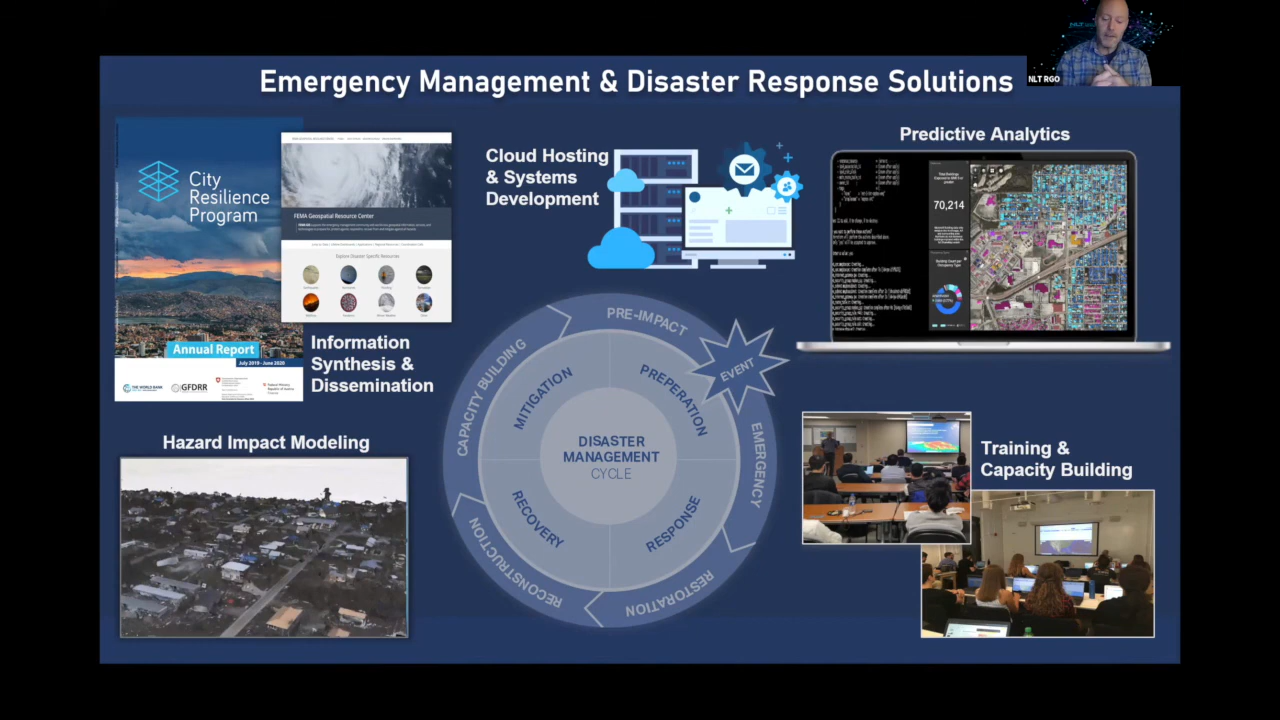 NLT RGO
Emergency Management & Disaster Response Solutions
City
Resilience
Program
Annual Report
July 2019 - June 2020
THE WORLD BANK
GFDRR
FEMA Geospatial Resource Center
Explore Disaster Specific Resources
Information
Synthesis &
Dissemination
Cloud Hosting
& Systems
Development
Predictive Analytics
70,214
Hazard Impact Modeling
PRE-IMPACT
EVENT
EMERGENCY
RESTORATION
RECONSTRUCTION
CAPACITY BUILDING
MITIGATION
PREPERATION
RESPONSE
RECOVERY
DISASTER
MANAGEMENT
CYCLE
Training &
Capacity Building